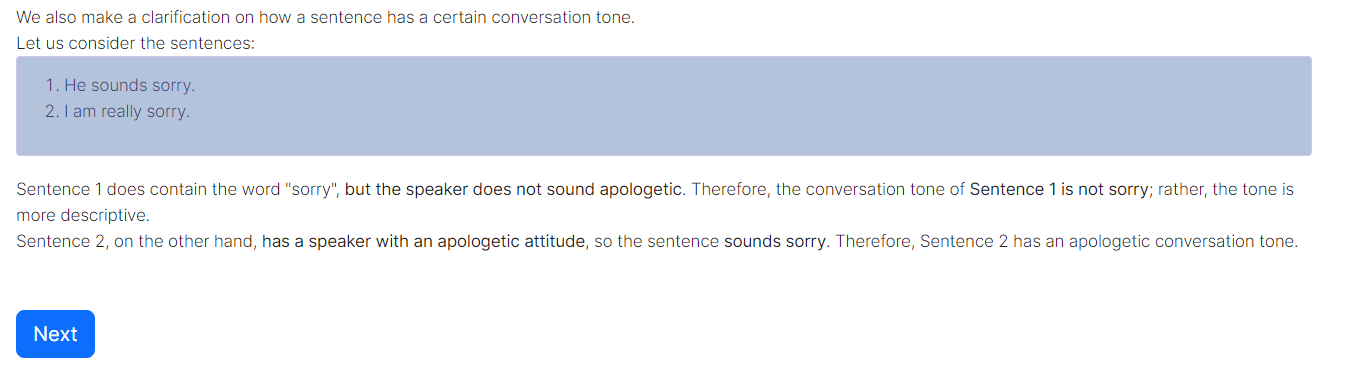 We also make a clarification on how a sentence has a certain conversation tone.
Let us consider the sentences:
1. He sounds sorry.
2. I am really sorry.
Sentence 1 does contain the word "sorry", but the speaker does not sound apologetic. Therefore, the conversation tone of Sentence 1 is not sorry; rather, the tone is
more descriptive.
Sentence 2, on the other hand, has a speaker with an apologetic attitude, so the sentence sounds sorry. Therefore, Sentence 2 has an apologetic conversation tone.
Next